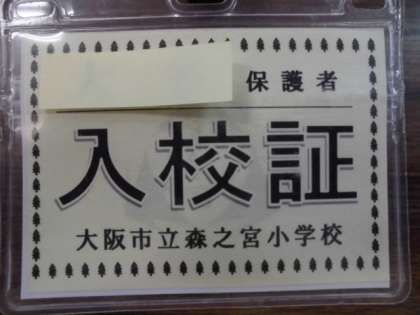 保護者
入校証
大阪市立森之宮小学校